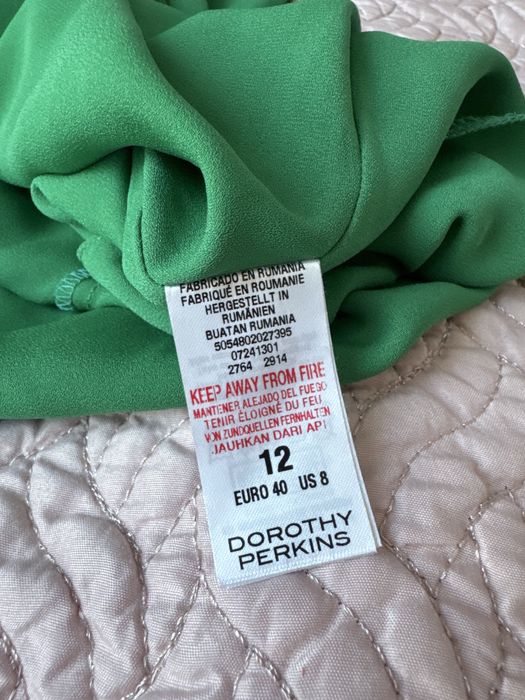 FABRICADO EN RUMANIA
FABRIQUÉ EN ROUMANIE
HERGESTELLT IN
RUMÄNIEN
BUATAN RUMANIA
5054802027395
07241301
2764 2914
KEEP AWAY FROM FIRE
MANTENER ALEJADO DEL FUEGO
TENIR ÉLOIGNÉ DU FEU
VON ZUNDQUELLEN FERNHALTEN
JAUHKAN DARI API
12
EURO 40 US 8
DOROTHY
PERKINS